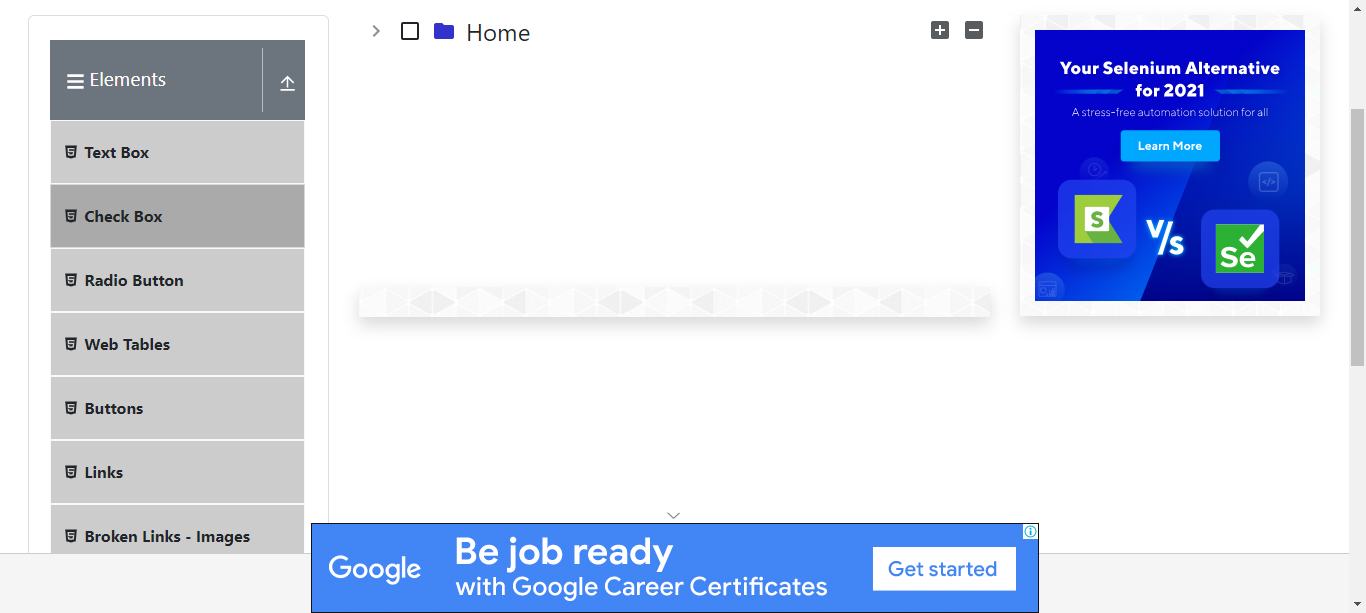 Elements
Text Box
Check Box
Radio Button
Web Tables
Buttons
Links
Broken Links - Images
Home
Your Selenium Alternative
for 2021
A stress-free automation solution for all
Learn More
S
V/s
Se
Google
Be job ready
with Google Career Certificates
Get started